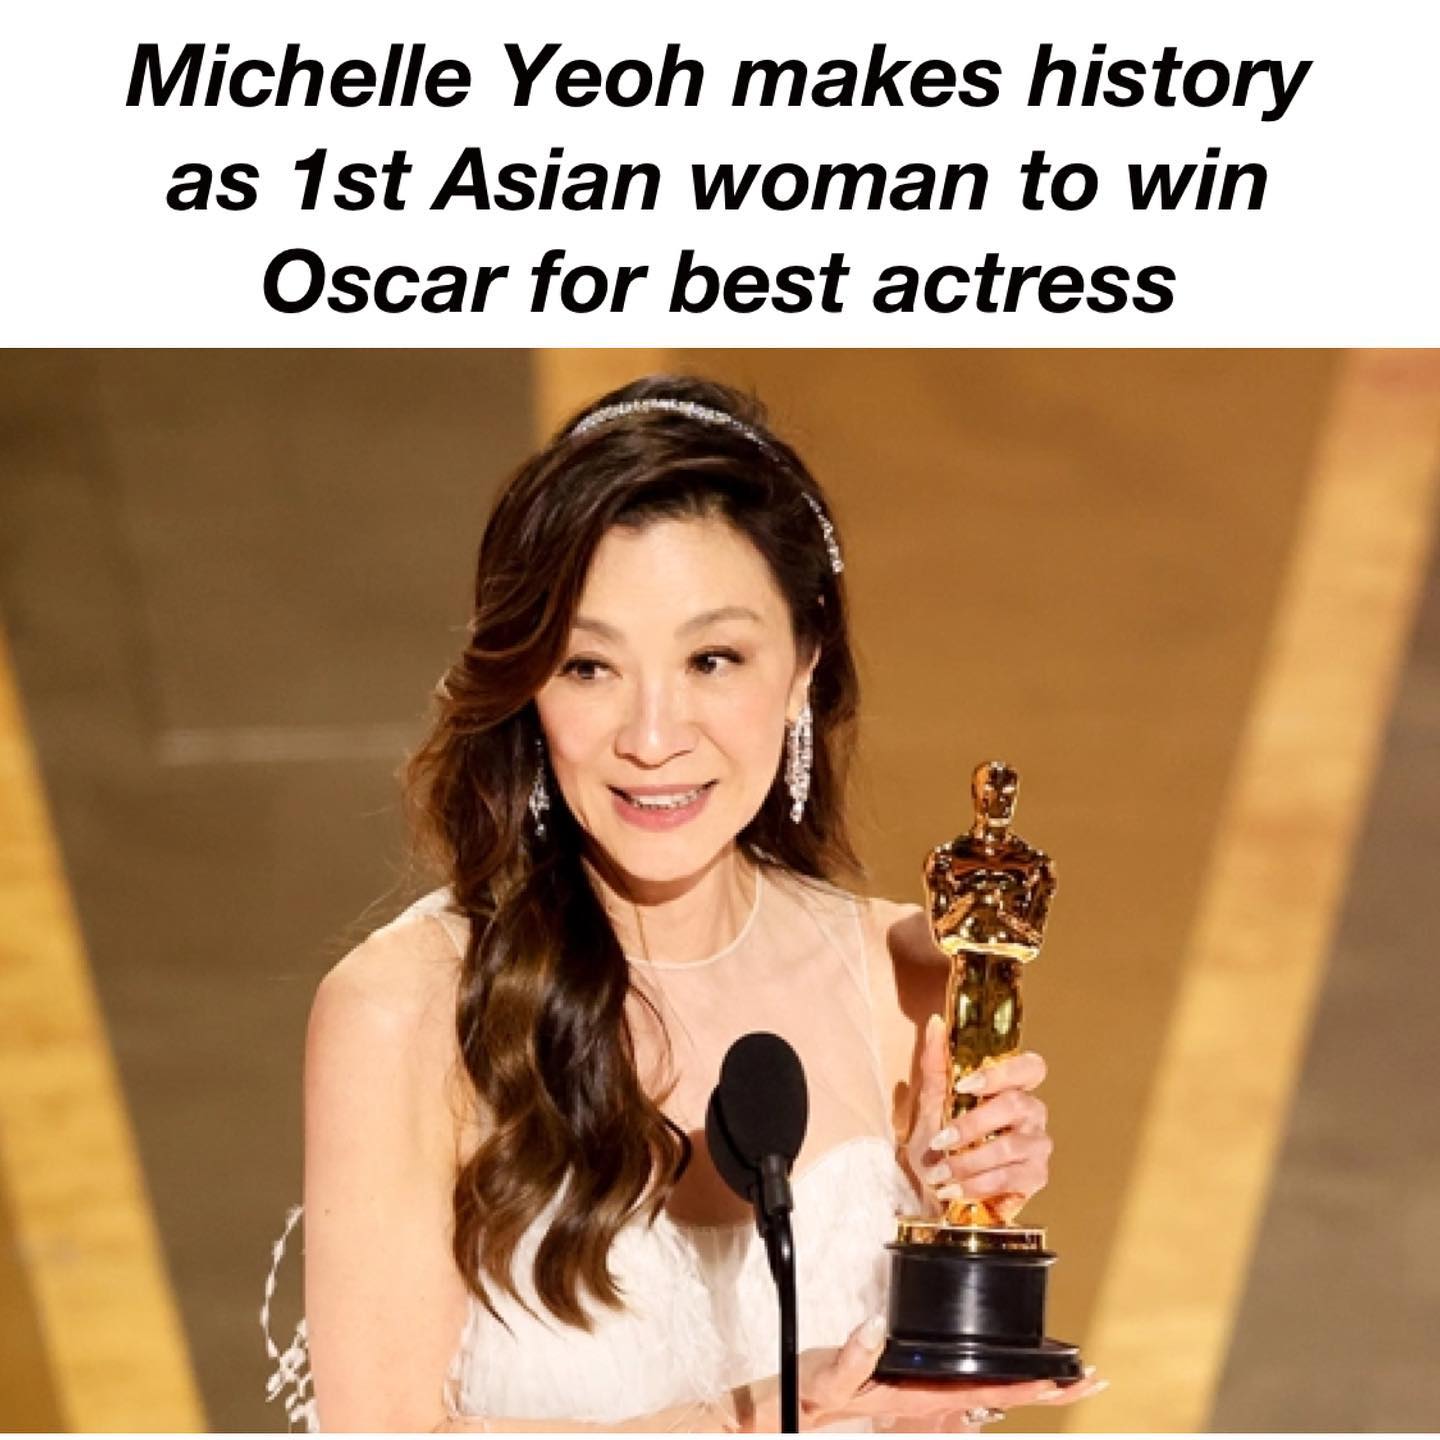 Michelle Yeoh makes history
as 1st Asian woman to win
Oscar for best actress